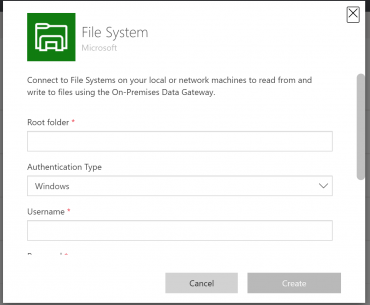 File System
Microsoft
Connect to File Systems on your local or network machines to read from and
write to files using the On-Premises Data Gateway.
Root folder *
Authentication Type
Windows
Username *
Cancel
Create